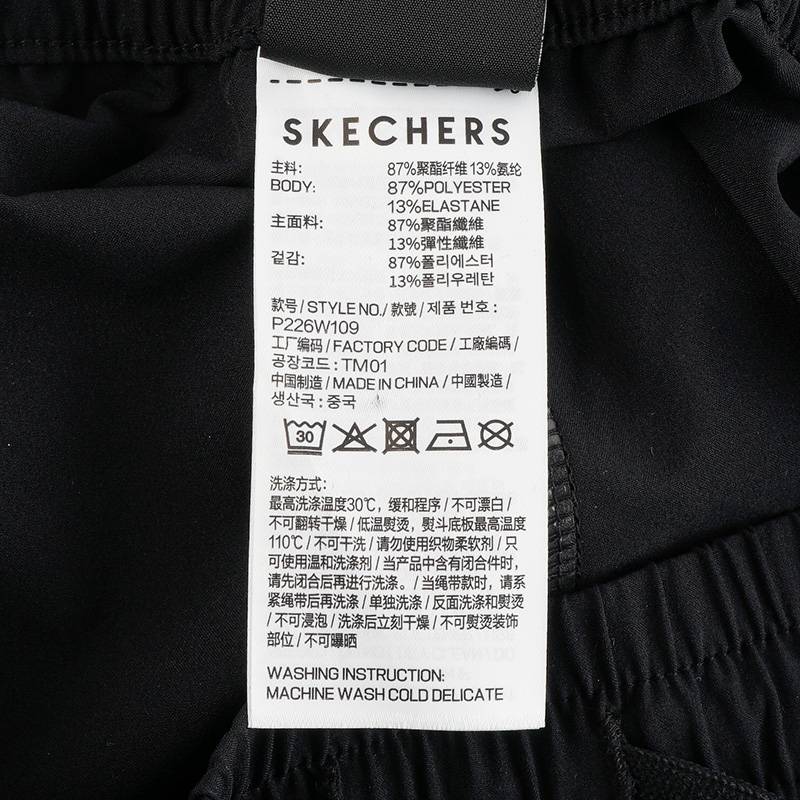 SKECHERS
主料: 87%聚酯纤维 13%氨纶
BODY: 87%POLYESTER
13%ELASTANE
主面料: 87%聚酯纖維
13%彈性纖維
겉감: 87%폴리에스터
13%폴리우레탄
款号/STYLE NO./款號/제품 번호:
P226W109
工厂编码/FACTORY CODE/工廠編碼/
공장코드:TM01
中国制造/MADE IN CHINA/中國製造/
생산국:중국
30
洗涤方式:
最高洗涤温度30℃, 缓和程序/不可漂白/
不可翻转干燥/低温熨烫, 熨斗底板最高温度
110℃/不可干洗/请勿使用织物柔软剂/只
可使用温和洗涤剂/当产品中含有闭合件时,
请先闭合后再进行洗涤。/当绳带款时, 请系
紧绳带后再洗涤/单独洗涤/反面洗涤和熨烫
/不可浸泡/洗涤后立刻干燥/不可熨烫装饰
部位/不可曝晒
WASHING INSTRUCTION:
MACHINE WASH COLD DELICATE